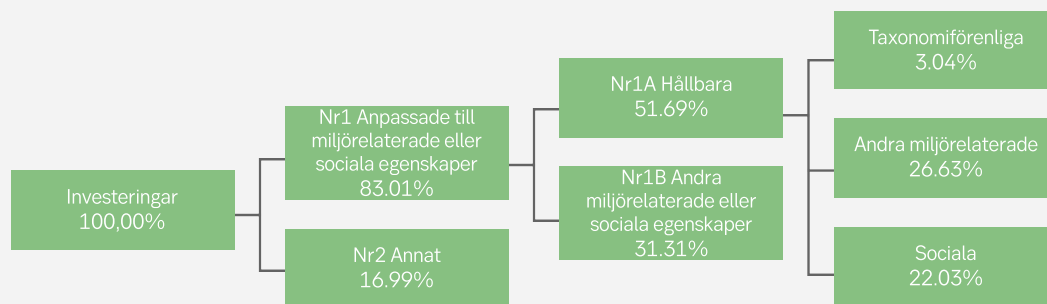 Investeringar
100,00%
Nr1 Anpassade till
miljörelaterade eller
sociala egenskaper
83.01%
Nr2 Annat
16.99%
Nr1A Hållbara
51.69%
Nr1B Andra
miljörelaterade eller
sociala egenskaper
31.31%
Taxonomiförenliga
3.04%
Andra miljörelaterade
26.63%
Sociala
22.03%